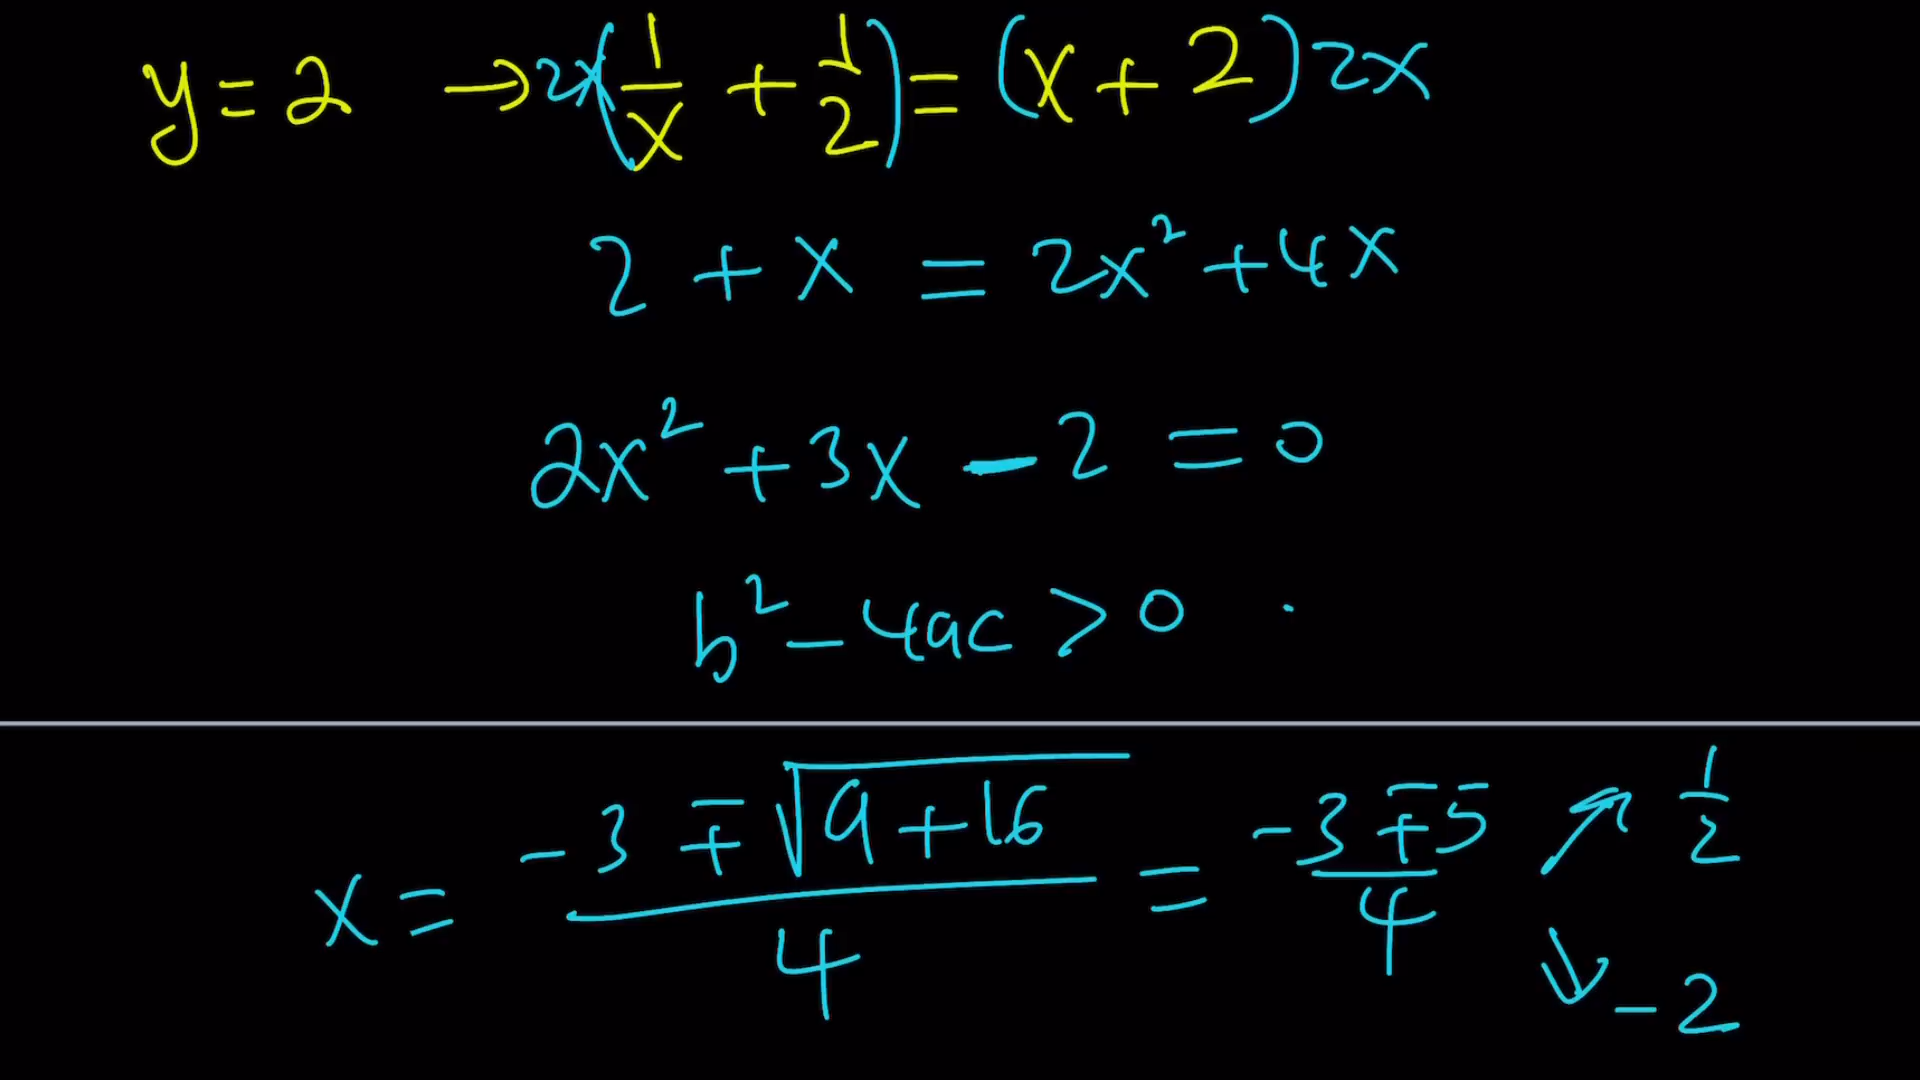 y = 2 → 2x(1/x + 1/2) = (x + 2)2x
2 + x = 2x² + 4x
2x² + 3x - 2 = 0
b² - 4ac > 0
x = (-3 ∓ √(9 + 16))/4 = (-3 ∓ 5)/4 ↗ 1/2
↘ -2